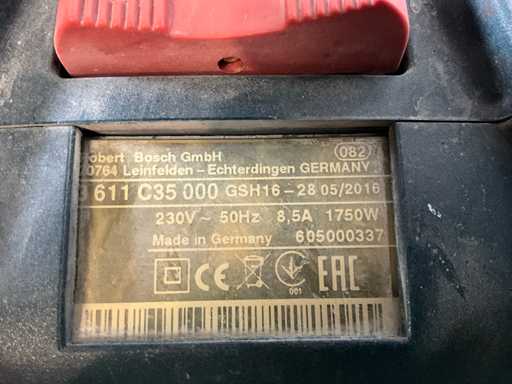 obert Bosch GmbH 082
0764 Leinfelden - Echterdingen GERMANY
611 C35 000 GSH16 - 28 05/2016
230V ~ 50Hz 8,5A 1750W
Made in Germany 605000337
CE 001 EAC